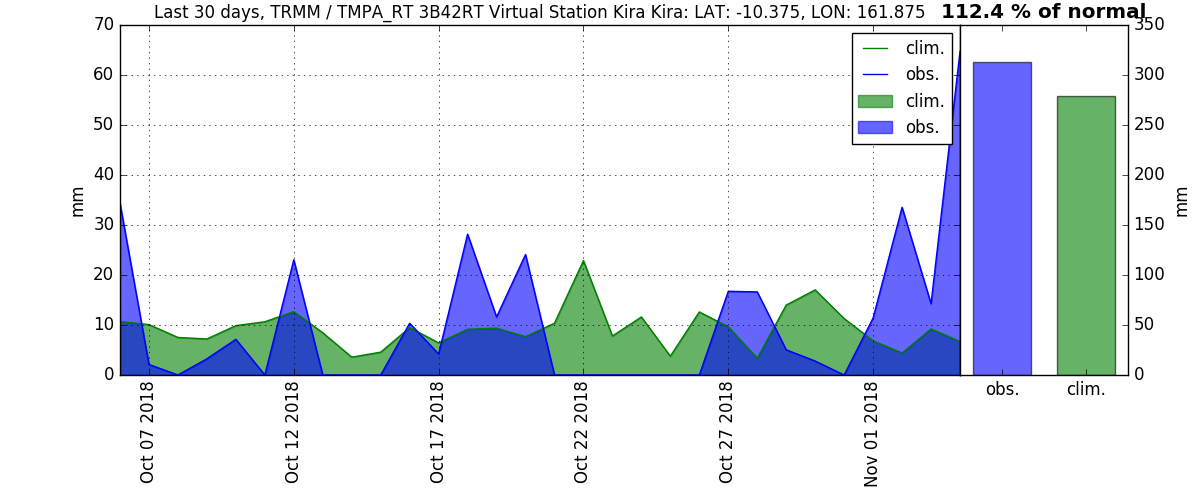 Last 30 days, TRMM / TMPA_RT 3B42RT Virtual Station Kira Kira: LAT: -10.375, LON: 161.875 112.4 % of normal
70
60
50
40
30
20
10
0
mm
clim.
obs.
clim.
obs.
350
300
250
200
150
100
50
0
mm
obs. clim.
Oct 07 2018
Oct 12 2018
Oct 17 2018
Oct 22 2018
Oct 27 2018
Nov 01 2018